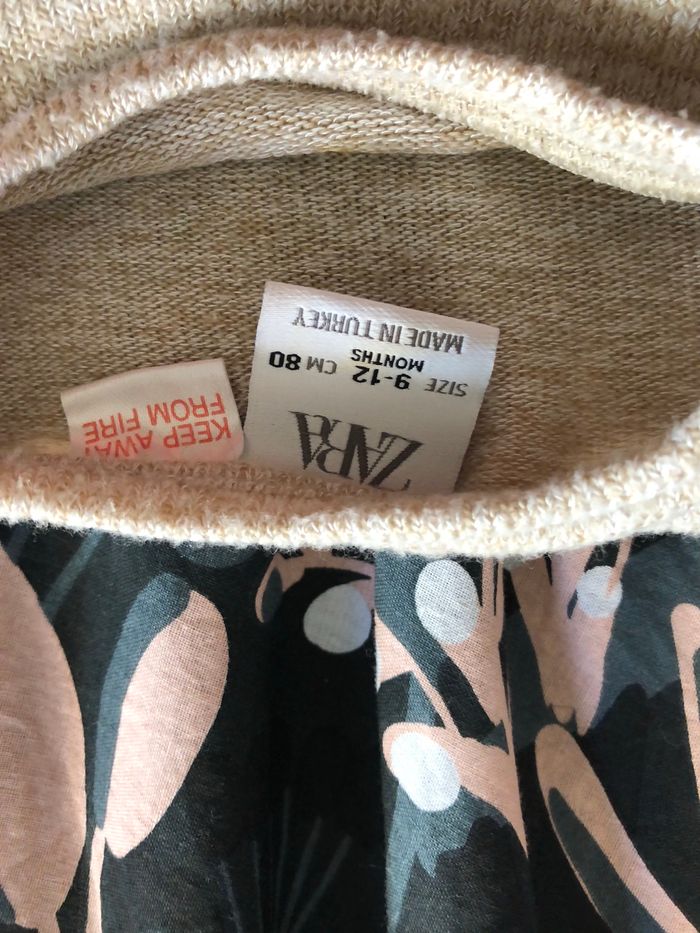 ZARA
SIZE 9-12 CM 80
MONTHS
MADE IN TURKEY
KEEP AWAY
FROM FIRE